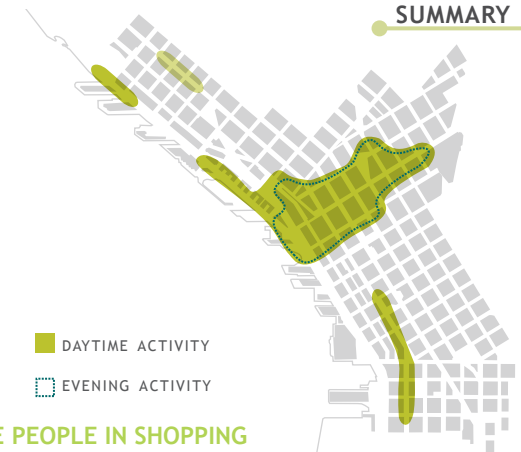 SUMMARY
DAYTIME ACTIVITY
EVENING ACTIVITY
PEOPLE IN SHOPPING